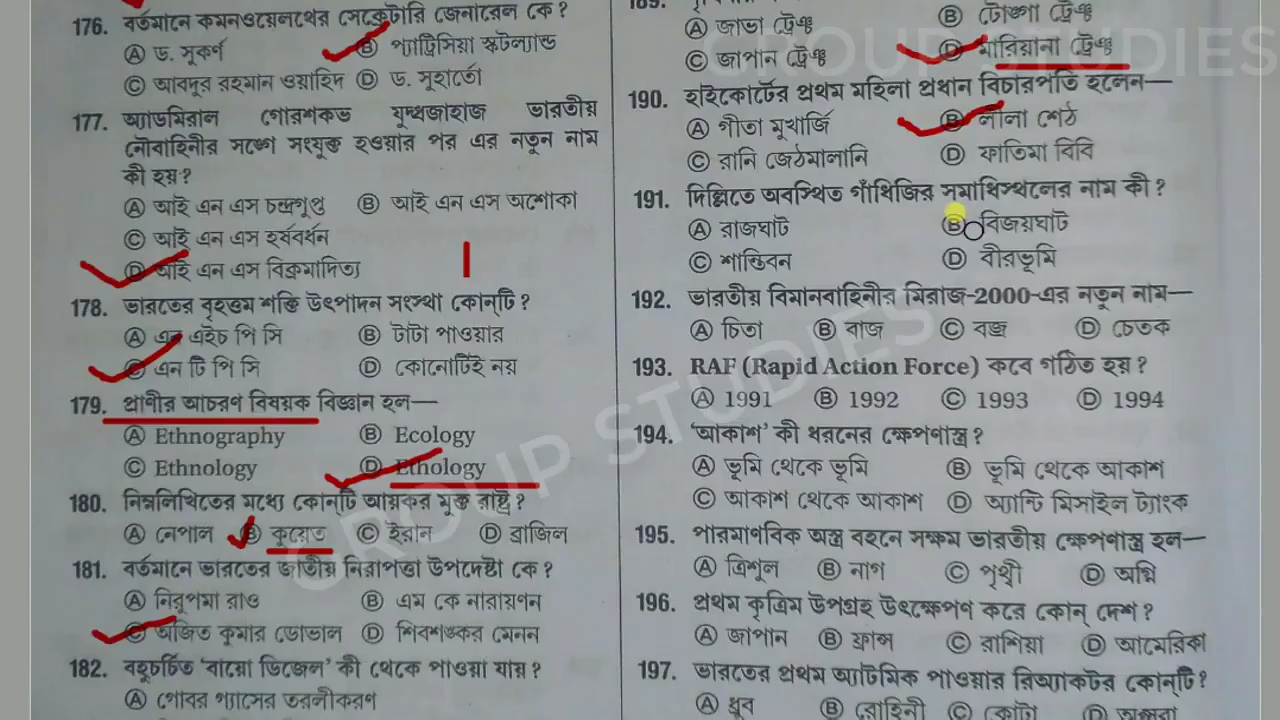 176. বর্তমানে কমনওয়েলথের সেক্রেটারি জেনারেল কে?
Ⓐ ড. সূকর্ণ Ⓑ প্যাট্রিসিয়া স্কটল্যান্ড
Ⓒ আবদুর রহমান ওয়াহিদ Ⓓ ড. সূহার্তো
177. অ্যাডমিরাল গোরশকভ যুদ্ধজাহাজ ভারতীয়
নৌবাহিনীর সঙ্গে সংযুক্ত হওয়ার পর এর নতুন নাম
কী হয়?
Ⓐ আই এন এস চন্দ্রগুপ্ত Ⓑ আই এন এস অশোকা
Ⓒ আই এন এস হর্ষবর্ধন
Ⓓ আই এন এস বিক্রমাদিত্য
178. ভারতের বৃহত্তম শক্তি উৎপাদন সংস্থা কোন্‌টি?
Ⓐ এন এইচ পি সি Ⓑ টাটা পাওয়ার
Ⓒ এন টি পি সি Ⓓ কোনোটিই নয়
179. প্রাণীর আচরণ বিষয়ক বিজ্ঞান হল—
Ⓐ Ethnography Ⓑ Ecology
Ⓒ Ethnology Ⓓ Ethology
180. নিম্নলিখিতের মধ্যে কোন্‌টি আয়কর মুক্ত রাষ্ট্র?
Ⓐ নেপাল Ⓑ কুয়েত Ⓒ ইরান Ⓓ ব্রাজিল
181. বর্তমানে ভারতের জাতীয় নিরাপত্তা উপদেষ্টা কে?
Ⓐ নিরুপমা রাও Ⓑ এম কে নারায়ণন
Ⓒ অজিত কুমার ডোভাল Ⓓ শিবশঙ্কর মেনন
182. বহুচর্চিত ‘বায়ো ডিজেল’ কী থেকে পাওয়া যায়?
Ⓐ গোবর গ্যাসের তরলীকরণ
189.
Ⓐ জাভা ট্রেঞ্চ Ⓑ টোঙ্গা ট্রেঞ্চ
Ⓒ জাপান ট্রেঞ্চ Ⓓ মারিয়ানা ট্রেঞ্চ
190. হাইকোর্টের প্রথম মহিলা প্রধান বিচারপতি হলেন—
Ⓐ গীতা মুখার্জি Ⓑ লীলা শেঠ
Ⓒ রানি জেঠমালানি Ⓓ ফাতিমা বিবি
191. দিল্লিতে অবস্থিত গাঁধিজির সমাধিস্থলের নাম কী?
Ⓐ রাজঘাট Ⓑ বিজয়ঘাট
Ⓒ শান্তিবন Ⓓ বীরভূমি
192. ভারতীয় বিমানবাহিনীর মিরাজ-2000-এর নতুন নাম—
Ⓐ চিতা Ⓑ বাজ Ⓒ বজ্র Ⓓ চেতক
193. RAF (Rapid Action Force) কবে গঠিত হয়?
Ⓐ 1991 Ⓑ 1992 Ⓒ 1993 Ⓓ 1994
194. ‘আকাশ’ কী ধরনের ক্ষেপণাস্ত্র?
Ⓐ ভূমি থেকে ভূমি Ⓑ ভূমি থেকে আকাশ
Ⓒ আকাশ থেকে আকাশ Ⓓ অ্যান্টি মিসাইল ট্যাংক
195. পারমাণবিক অস্ত্র বহনে সক্ষম ভারতীয় ক্ষেপণাস্ত্র হল—
Ⓐ ত্রিশূল Ⓑ নাগ Ⓒ পৃথ্বী Ⓓ অগ্নি
196. প্রথম কৃত্রিম উপগ্রহ উৎক্ষেপণ করে কোন্ দেশ?
Ⓐ জাপান Ⓑ ফ্রান্স Ⓒ রাশিয়া Ⓓ আমেরিকা
197. ভারতের প্রথম অ্যাটমিক পাওয়ার রিঅ্যাকটর কোন্‌টি?
Ⓐ ধ্রুব Ⓑ রোহিনী Ⓒ কোটা Ⓓ অপ্সরা
GROUP STUDIES
GROUP STUDIES